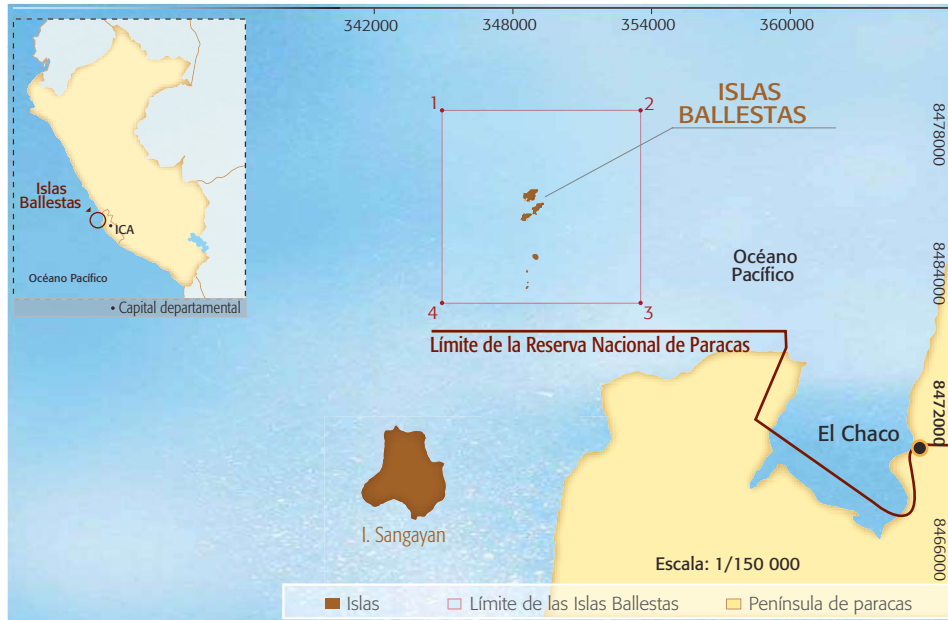 342000
348000
354000
360000
Islas
Ballestas
ICA
Océano Pacífico
• Capital departamental
1
2
ISLAS
BALLESTAS
8478000
Océano
Pacífico
8484000
4
3
Límite de la Reserva Nacional de Paracas
8472000
El Chaco
I. Sangayan
8466000
Escala: 1/150 000
Islas
Límite de las Islas Ballestas
Península de paracas